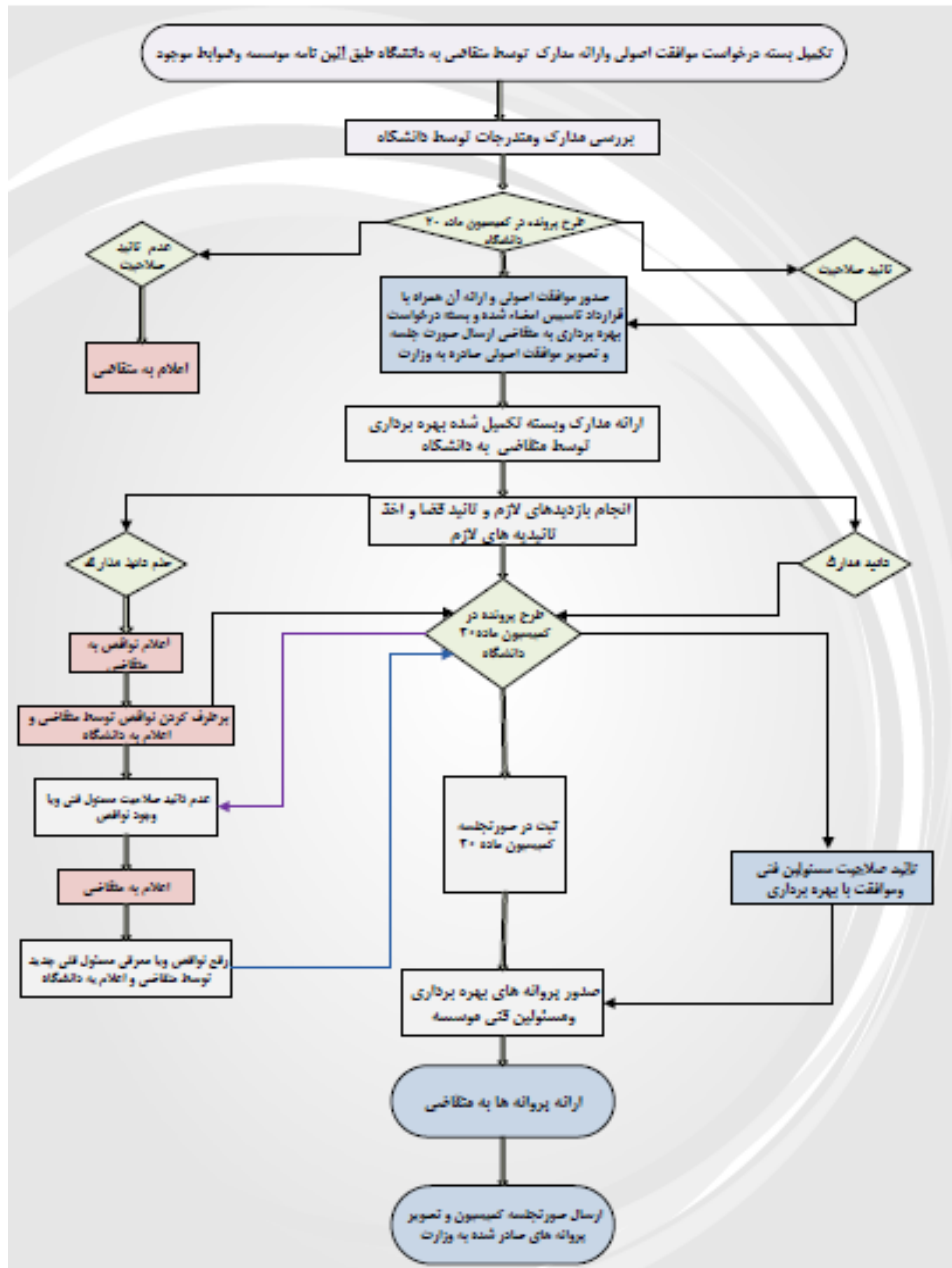 تکمیل بسته درخواست موافقت اصولی وارائه مدارک توسط متقاضی به دانشگاه طبق آئین نامه موسسه وضوابط موجود
بررسی مدارک ومندرجات توسط دانشگاه
طرح پرونده در کمیسیون ماده ۲۰
دانشگاه
عدم تائید
صلاحیت
تائید صلاحیت
صدور موافقت اصولی و ارائه آن همراه با
قرارداد تاسیس امضاء شده و بسته درخواست
بهره برداری به متقاضی ارسال صورت جلسه
و تصویر موافقت اصولی صادره به وزارت
اعلام به متقاضی
ارائه مدارک وبسته تکمیل شده بهره برداری
توسط متقاضی به دانشگاه
انجام بازدیدهای لازم و تائید فضا و اخذ
تائیدیه های لازم
عدم تائید مدارک
تائید مدارک
طرح پرونده در
کمیسیون ماده۲۰
دانشگاه
اعلام نواقص به
متقاضی
برطرف کردن نواقص توسط متقاضی و
اعلام به دانشگاه
عدم تائید صلاحیت مسئول فنی ویا
وجود نواقص
ثبت در صورتجلسه
کمیسیون ماده ۲۰
تائید صلاحیت مسئولین فنی
وموافقت با بهره برداری
اعلام به متقاضی
رفع نواقص ویا معرفی مسئول فنی جدید
توسط متقاضی و اعلام به دانشگاه
صدور پروانه های بهره برداری
ومسئولین فنی موسسه
ارائه پروانه ها به متقاضی
ارسال صورتجلسه کمیسیون و تصویر
پروانه های صادر شده به وزارت